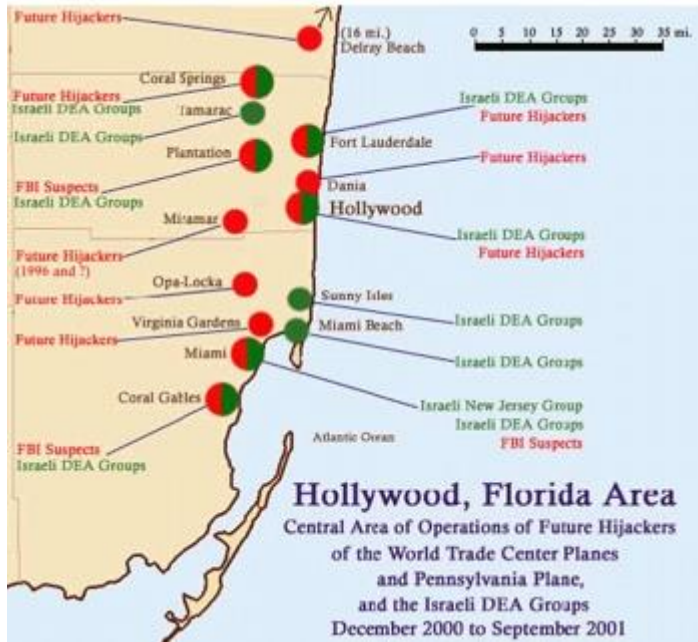 Future Hijackers
(16 mi.)
Delray Beach
0 5 10 15 20 25 30 35 mi.
Coral Springs
Future Hijackers
Israeli DEA Groups
Tamarac
Israeli DEA Groups
Plantation
FBI Suspects
Israeli DEA Groups
Israeli DEA Groups
Future Hijackers
Fort Lauderdale
Future Hijackers
Dania
Hollywood
Israeli DEA Groups
Future Hijackers
Miramar
Future Hijackers
(1996 and ?)
Opa-Locka
Future Hijackers
Sunny Isles
Israeli DEA Groups
Virginia Gardens
Future Hijackers
Miami Beach
Israeli DEA Groups
Miami
Israeli New Jersey Group
Israeli DEA Groups
FBI Suspects
Coral Gables
FBI Suspects
Israeli DEA Groups
Atlantic Ocean
Hollywood, Florida Area
Central Area of Operations of Future Hijackers
of the World Trade Center Planes
and Pennsylvania Plane,
and the Israeli DEA Groups
December 2000 to September 2001